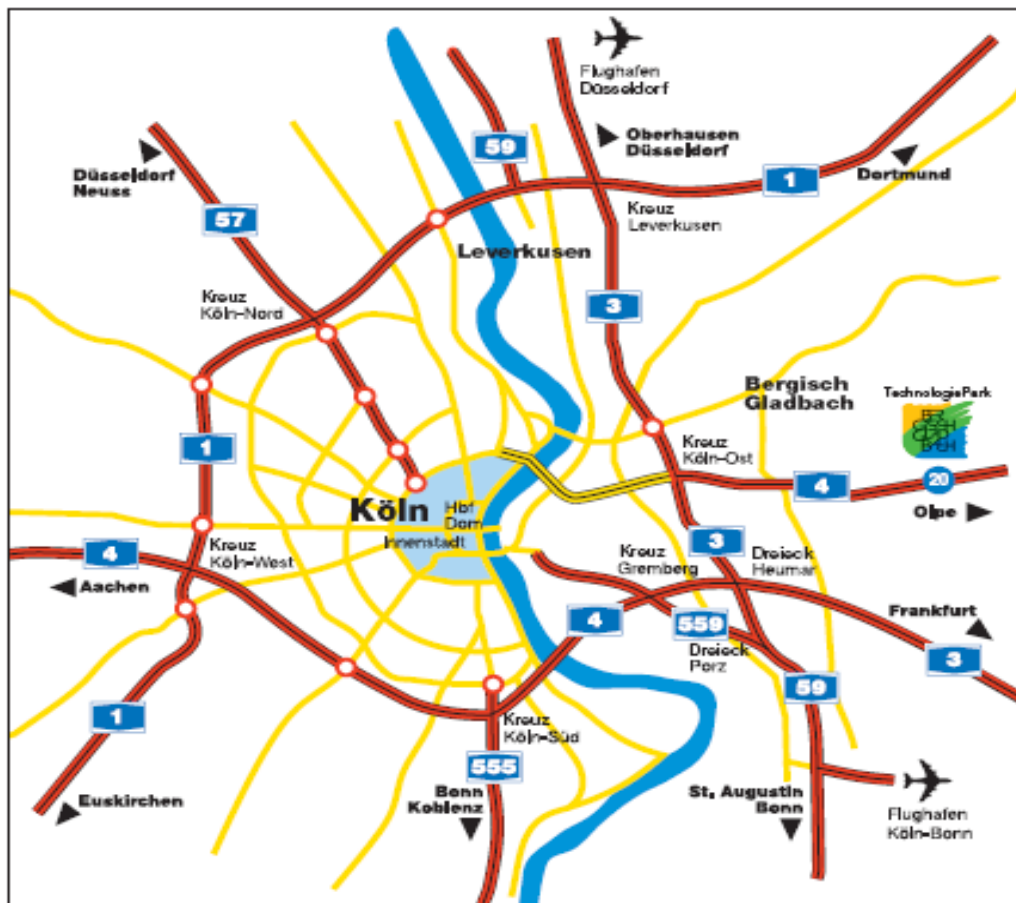 Flughafen
Düsseldorf
59
Oberhausen
Düsseldorf
1
Dortmund
Düsseldorf
Neuss
57
Kreuz
Leverkusen
Leverkusen
Kreuz
Köln-Nord
3
Bergisch
Gladbach
TechnologiePark
1
Kreuz
Köln-Ost
4
20
Olpe
Köln
Hbf
Dom
Innenstadt
4
Kreuz
Köln-West
Aachen
3
Kreuz
Gremberg
Dreieck
Heumar
4
559
Frankfurt
Dreieck
Porz
3
59
1
Kreuz
Köln-Süd
555
Euskirchen
Bonn
Koblenz
St. Augustin
Bonn
Flughafen
Köln-Bonn